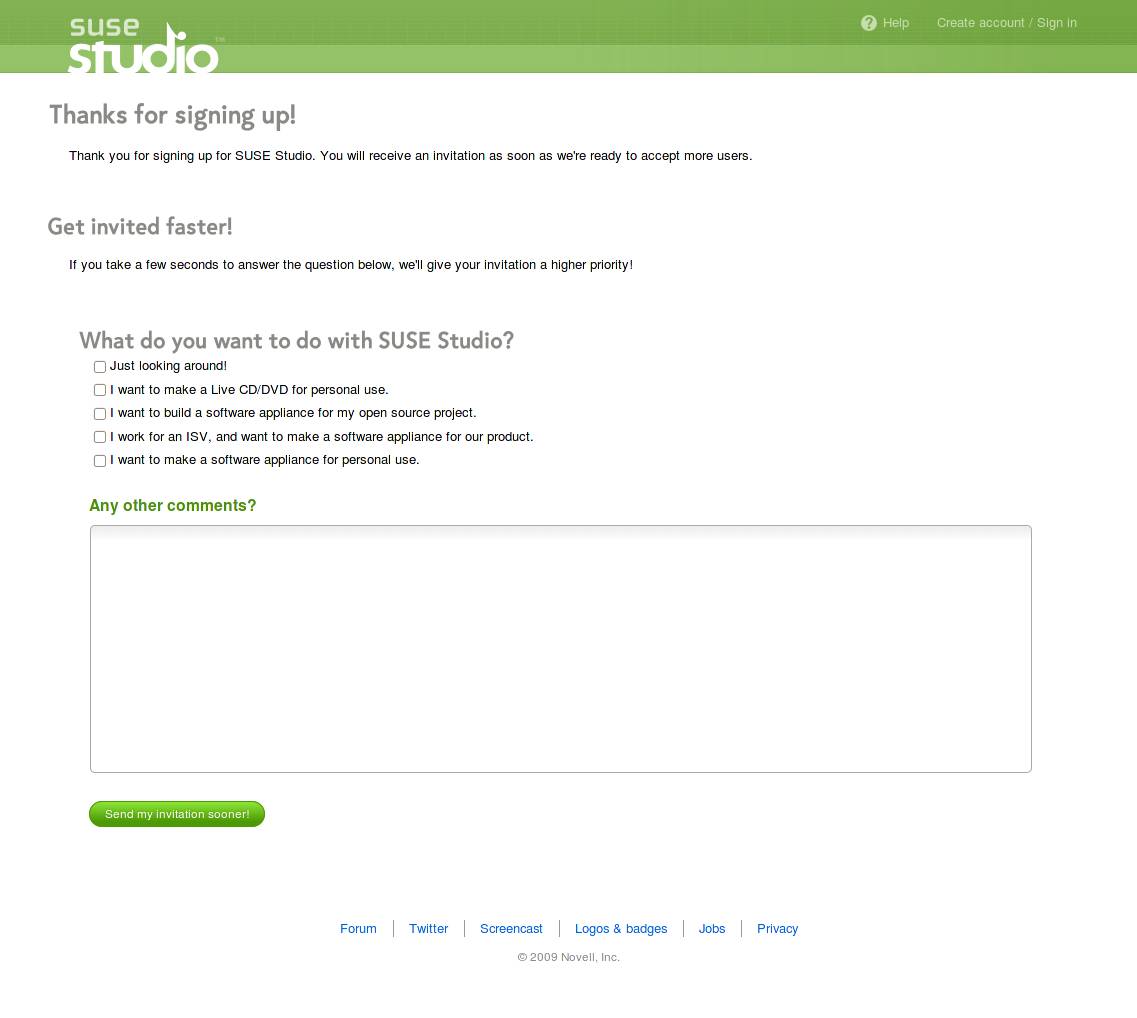 suse
studio™
Help
Create account / Sign in
Thanks for signing up!
Thank you for signing up for SUSE Studio. You will receive an invitation as soon as we're ready to accept more users.
Get invited faster!
If you take a few seconds to answer the question below, we'll give your invitation a higher priority!
What do you want to do with SUSE Studio?
Just looking around!
I want to make a Live CD/DVD for personal use.
I want to build a software appliance for my open source project.
I work for an ISV, and want to make a software appliance for our product.
I want to make a software appliance for personal use.
Any other comments?
Send my invitation sooner!
Forum
Twitter
Screencast
Logos & badges
Jobs
Privacy
© 2009 Novell, Inc.